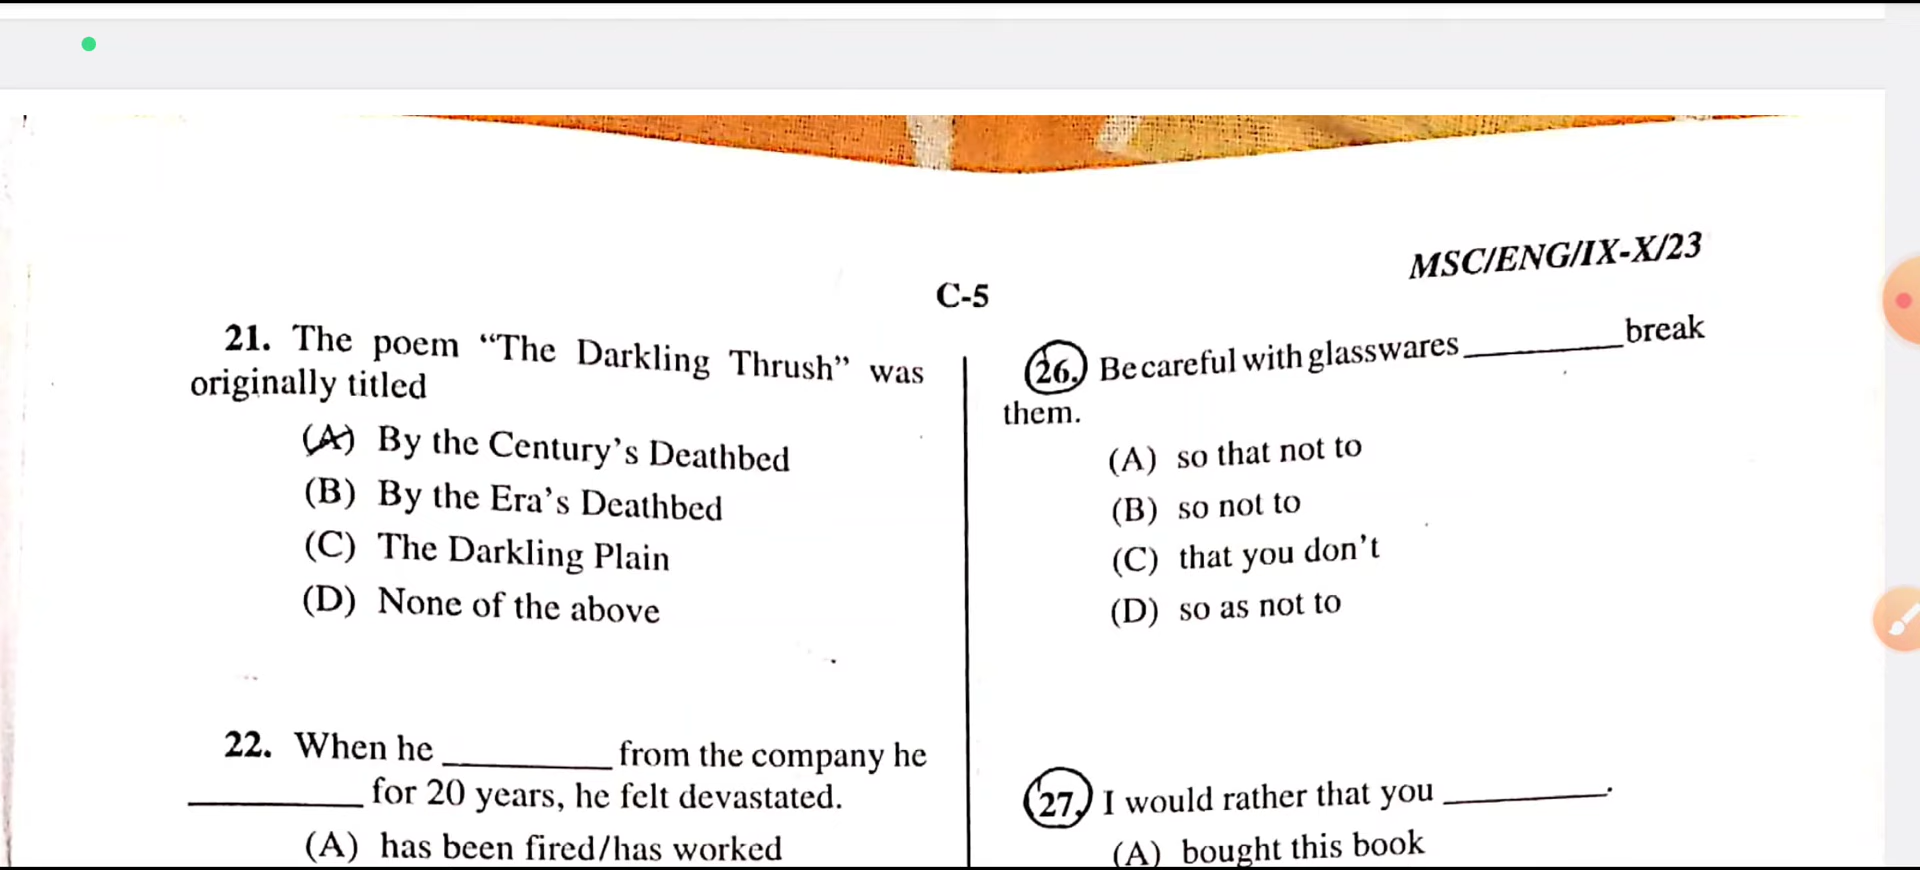 MSC/ENG/IX-X/23
C-5
21. The poem “The Darkling Thrush” was
originally titled
(A) By the Century’s Deathbed
(B) By the Era’s Deathbed
(C) The Darkling Plain
(D) None of the above
22. When he ________ from the company he
________ for 20 years, he felt devastated.
(A) has been fired/has worked
26. Be careful with glasswares ________ break
them.
(A) so that not to
(B) so not to
(C) that you don’t
(D) so as not to
27. I would rather that you ________.
(A) bought this book